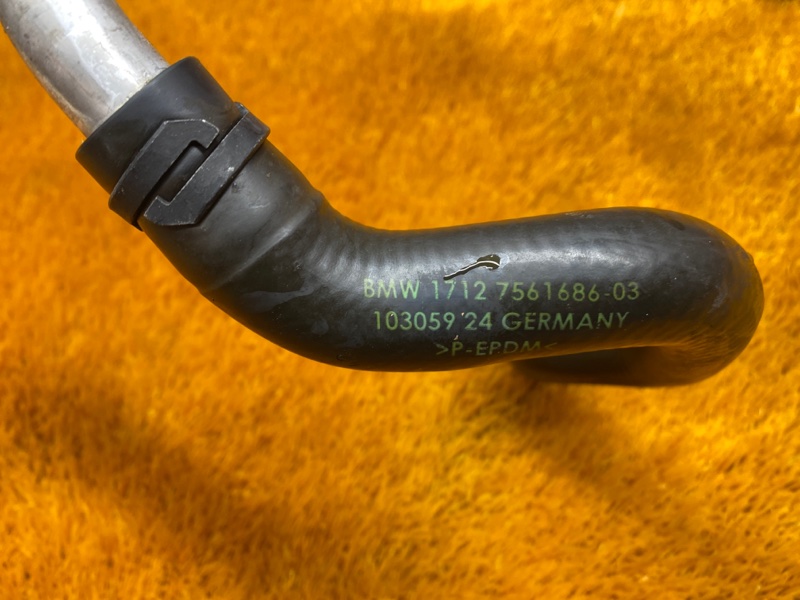 BMW 1712 7561686-03
103059 24 GERMANY
>P-EPDM<